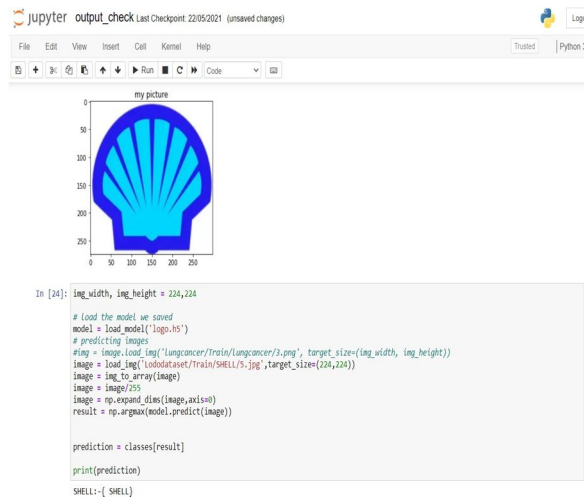 jupyter output_check Last Checkpoint: 22/05/2021 (unsaved changes)
File Edit View Insert Cell Kernel Help Trusted Python
Run Code
my picture
0
50
100
150
200
250
0 50 100 150 200 250
In [24]: img_width, img_height = 224,224
# load the model we saved
model = load_model('logo.h5')
# predicting images
#img = image.load_img('lungcancer/Train/lungcancer/3.png', target_size=(img_width, img_height))
image = load_img('Lododataset/Train/SHELL/5.jpg',target_size=(224,224))
image = img_to_array(image)
image = image/255
image = np.expand_dims(image,axis=0)
result = np.argmax(model.predict(image))
prediction = classes[result]
print(prediction)
SHELL:-{ SHELL}